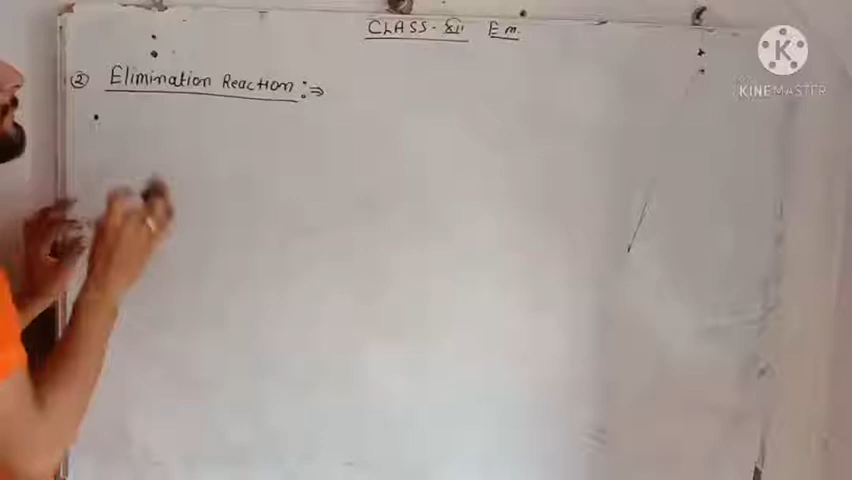 CLASS-XII E.M.
② Elimination Reaction :⇒
KINEMASTER